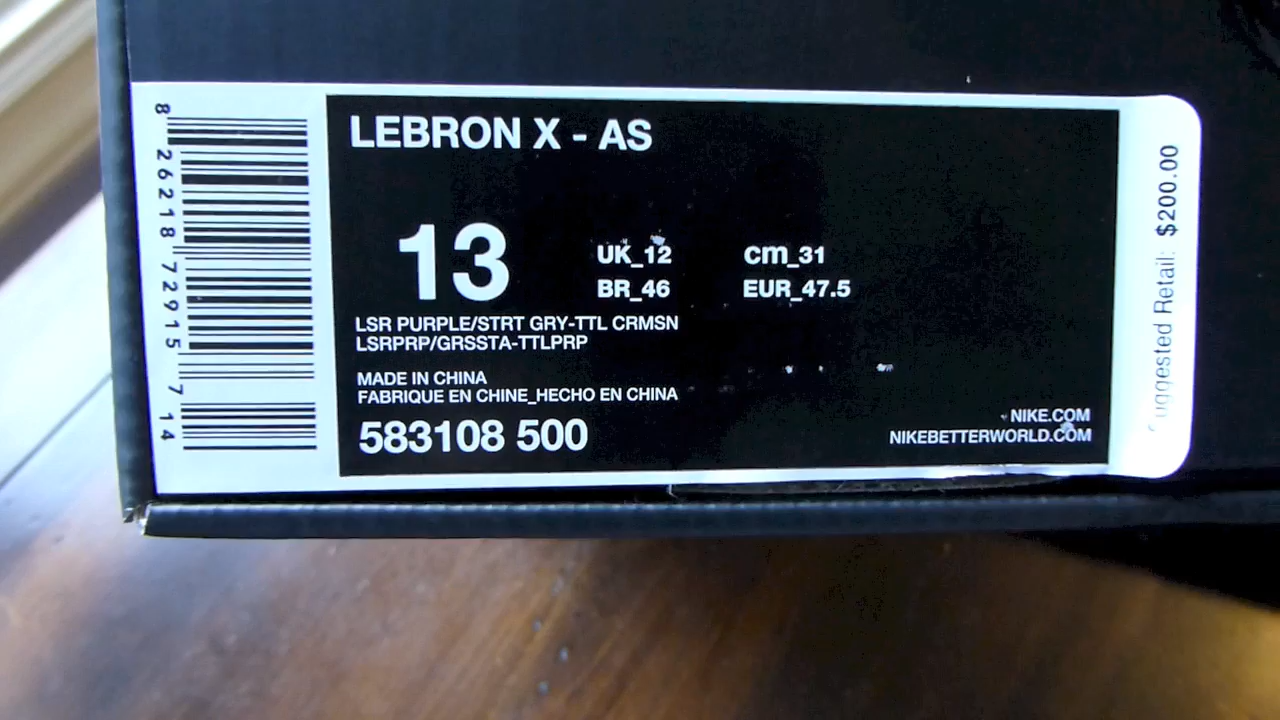 LEBRON X - AS
13
UK_12 cm_31
BR_46 EUR_47.5
LSR PURPLE/STRT GRY-TTL CRMSN
LSRPRP/GRSSTA-TTLPRP
MADE IN CHINA
FABRIQUE EN CHINE_HECHO EN CHINA
583108 500
NIKE.COM
NIKEBETTERWORLD.COM
8 26218 72915 7 14
Suggested Retail: $200.00